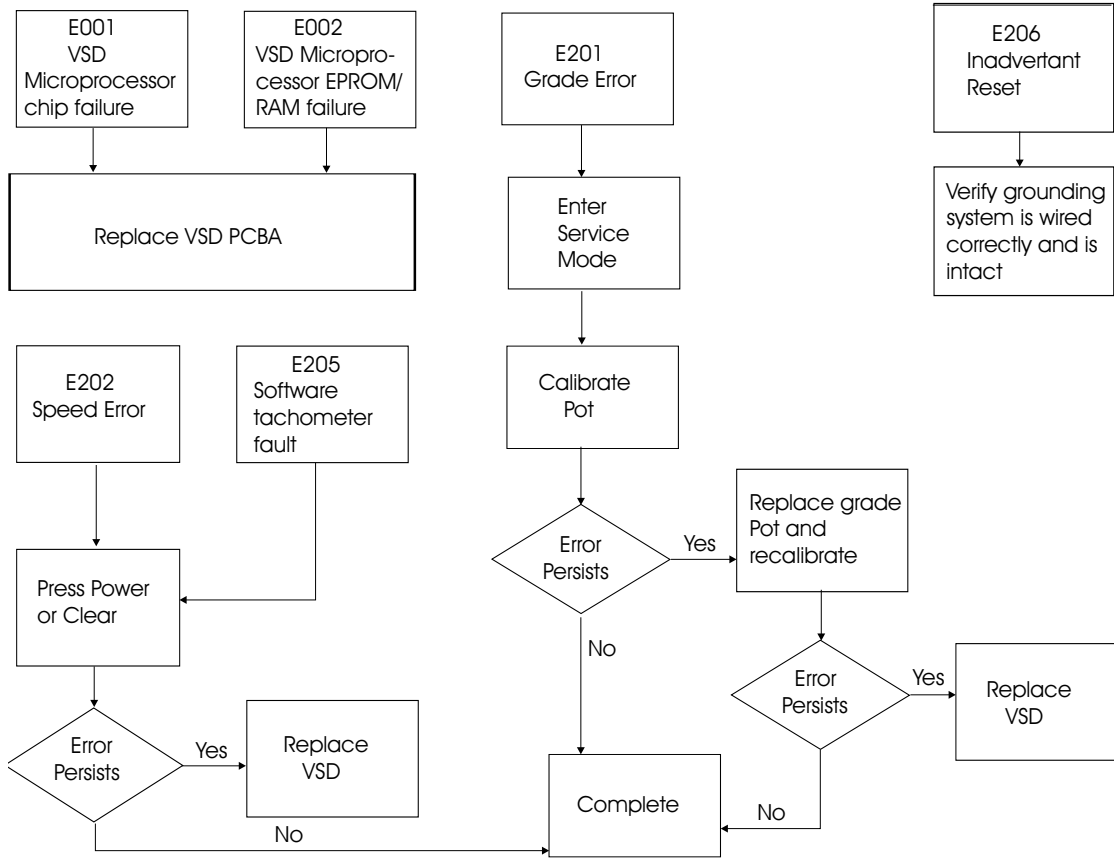 E001
VSD
Microprocessor
chip failure
E002
VSD Micropro-
cessor EPROM/
RAM failure
Replace VSD PCBA
E201
Grade Error
Enter
Service
Mode
Calibrate
Pot
Error
Persists
Yes
No
Replace grade
Pot and
recalibrate
Error
Persists
Yes
No
Replace
VSD
E206
Inadvertant
Reset
Verify grounding
system is wired
correctly and is
intact
E202
Speed Error
E205
Software
tachometer
fault
Press Power
or Clear
Error
Persists
Yes
No
Replace
VSD
Complete